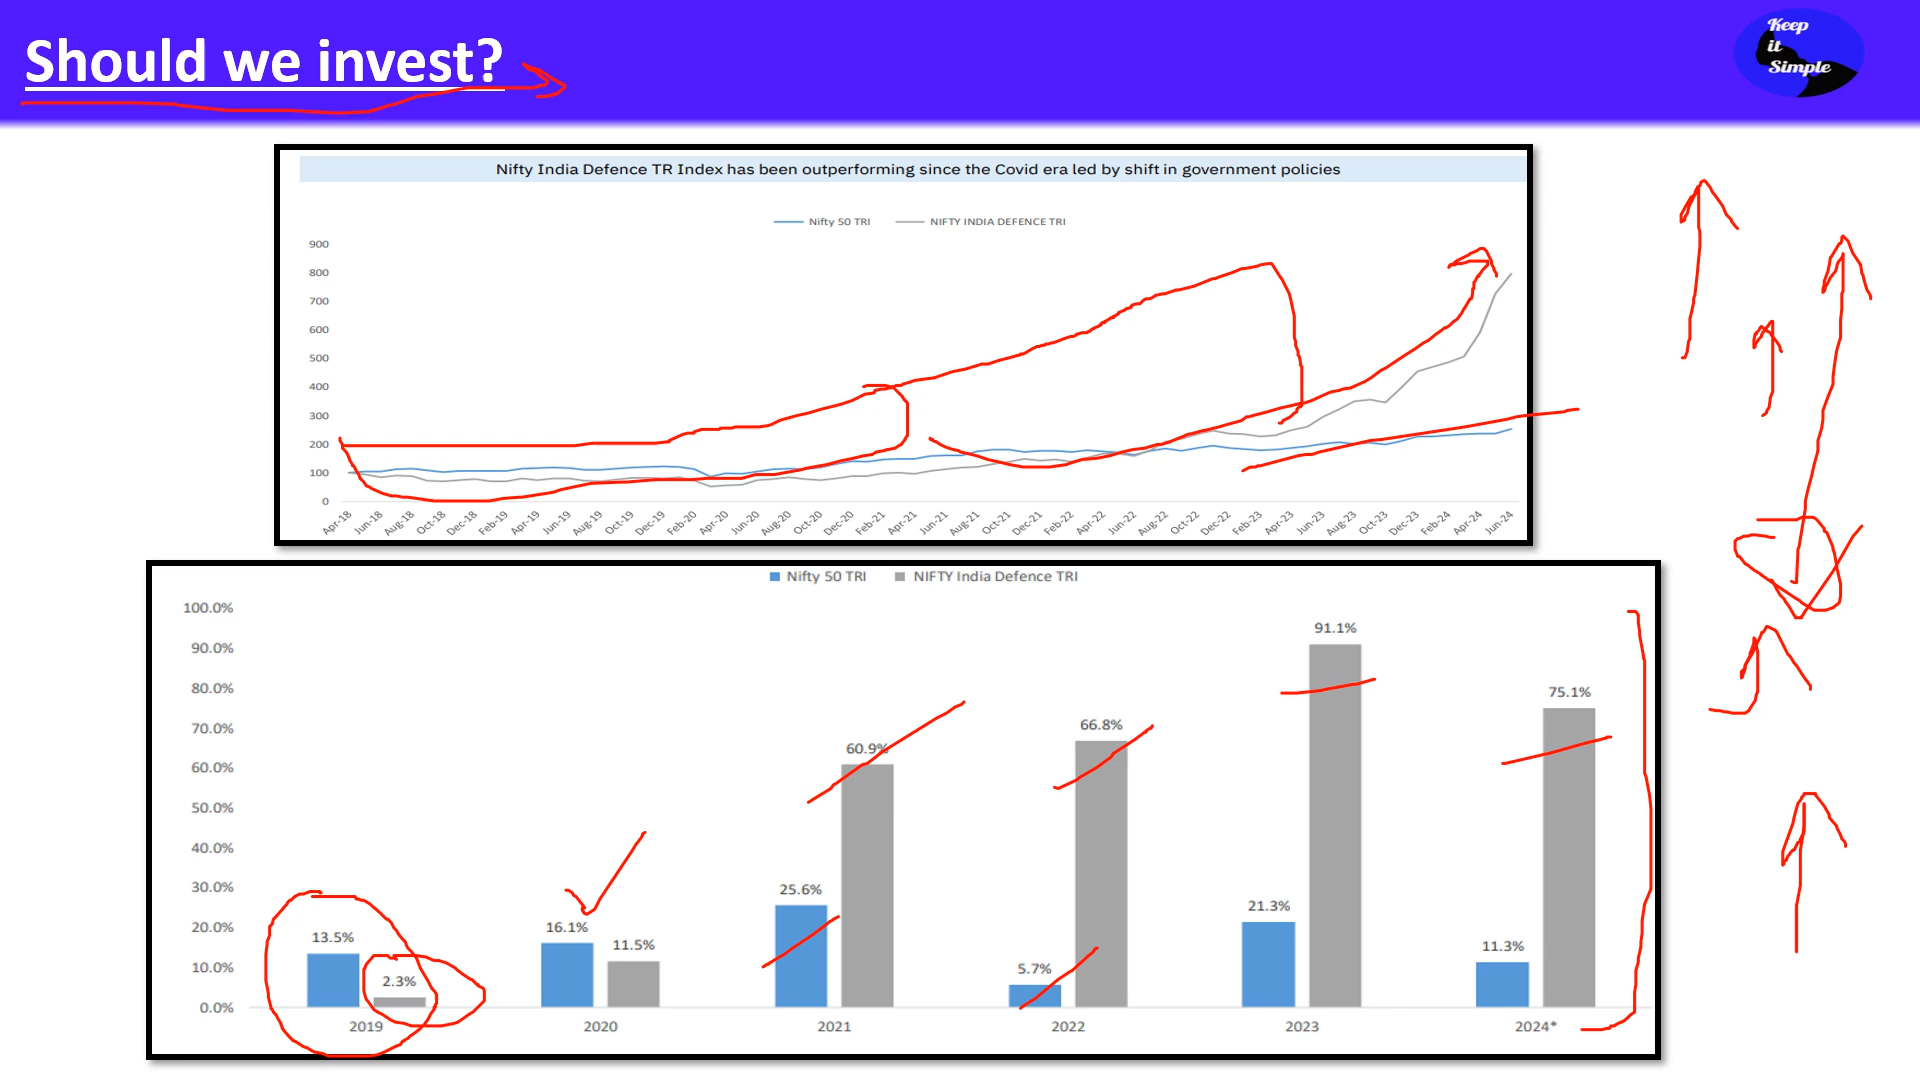 Should we invest?
Keep
it
Simple
Nifty India Defence TR Index has been outperforming since the Covid era led by shift in government policies
Nifty 50 TRI NIFTY INDIA DEFENCE TRI
900
800
700
600
500
400
300
200
100
0
Apr-18 Jun-18 Aug-18 Oct-18 Dec-18 Feb-19 Apr-19 Jun-19 Aug-19 Oct-19 Dec-19 Feb-20 Apr-20 Jun-20 Aug-20 Oct-20 Dec-20 Feb-21 Apr-21 Jun-21 Aug-21 Oct-21 Dec-21 Feb-22 Apr-22 Jun-22 Aug-22 Oct-22 Dec-22 Feb-23 Apr-23 Jun-23 Aug-23 Oct-23 Dec-23 Feb-24 Apr-24 Jun-24
Nifty 50 TRI NIFTY India Defence TRI
100.0%
90.0%
80.0%
70.0%
60.0%
50.0%
40.0%
30.0%
20.0%
10.0%
0.0%
13.5% 2.3% 16.1% 11.5% 25.6% 60.9% 5.7% 66.8% 21.3% 91.1% 11.3% 75.1%
2019 2020 2021 2022 2023 2024*